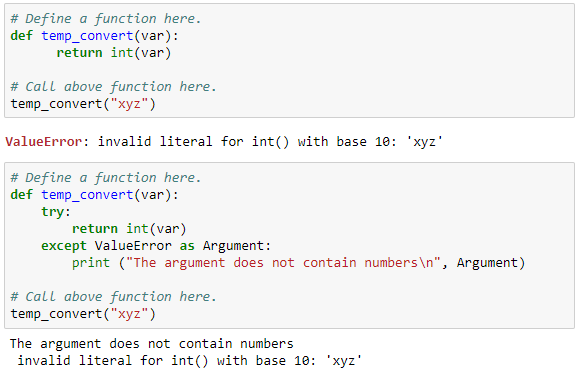 # Define a function here.
def temp_convert(var):
      return int(var)

# Call above function here.
temp_convert("xyz")
ValueError: invalid literal for int() with base 10: 'xyz'
# Define a function here.
def temp_convert(var):
    try:
        return int(var)
    except ValueError as Argument:
        print ("The argument does not contain numbers\n", Argument)

# Call above function here.
temp_convert("xyz")
The argument does not contain numbers
 invalid literal for int() with base 10: 'xyz'